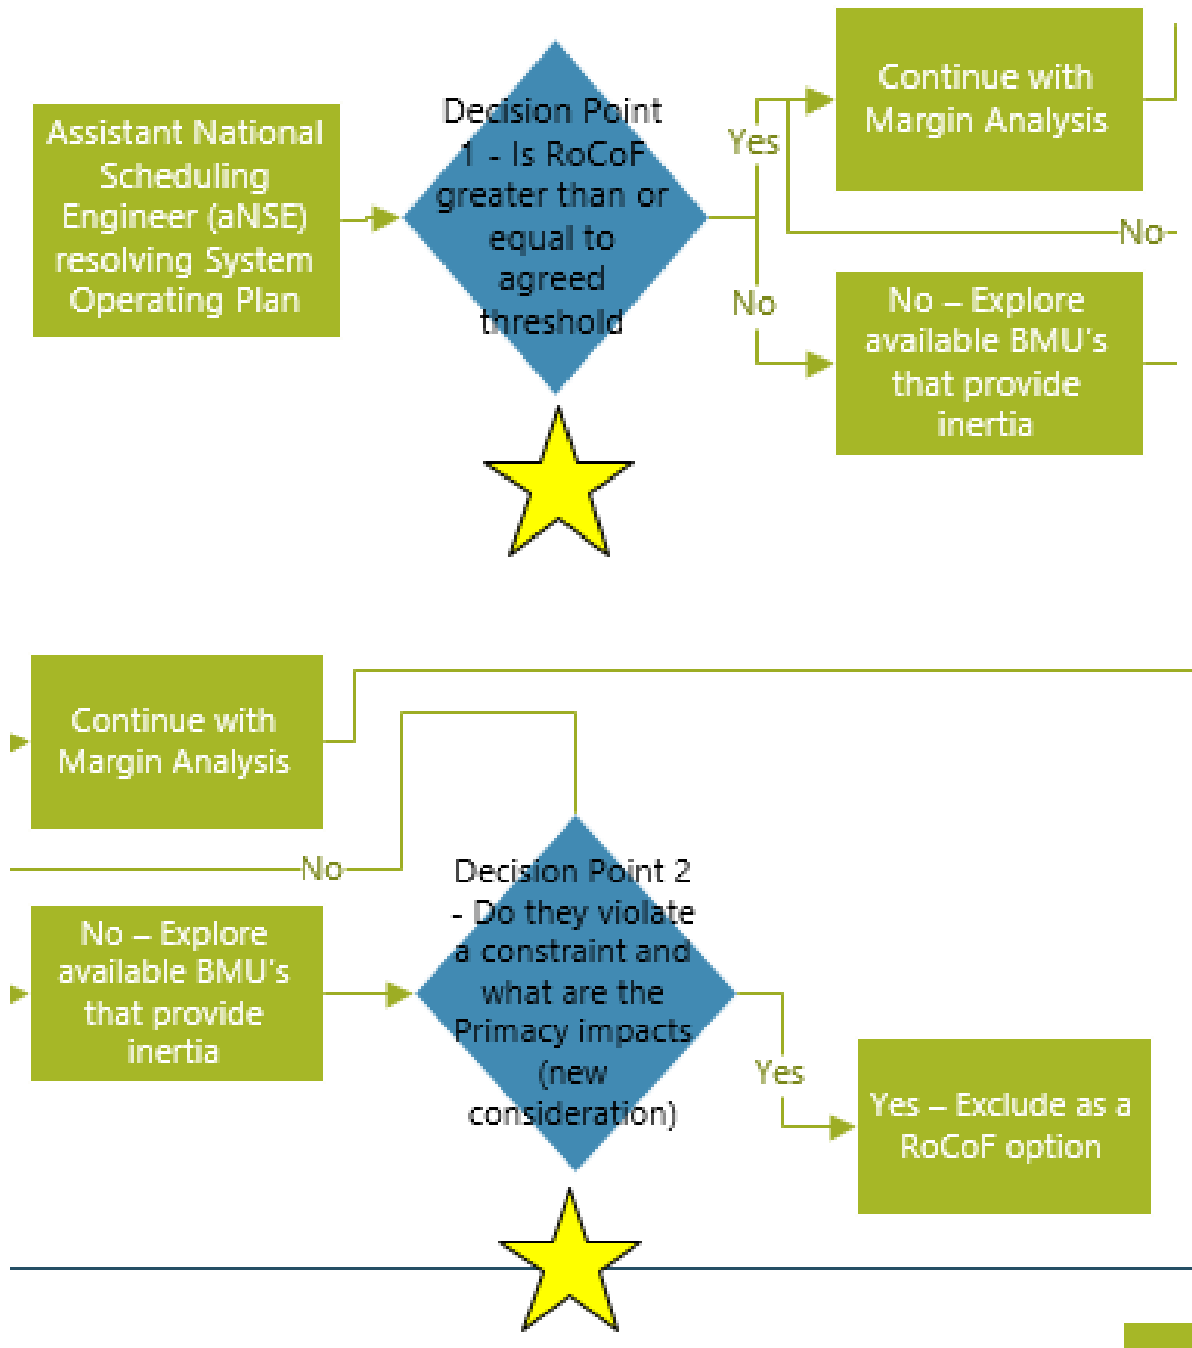 Assistant National
Scheduling
Engineer (aNSE)
resolving System
Operating Plan
Decision Point
1 - Is RoCoF
greater than or
equal to
agreed
threshold
Yes
No
Continue with
Margin Analysis
No
No – Explore
available BMU's
that provide
inertia
Continue with
Margin Analysis
No
No – Explore
available BMU's
that provide
inertia
Decision Point 2
- Do they violate
a constraint and
what are the
Primacy impacts
(new
consideration)
Yes
Yes – Exclude as a
RoCoF option